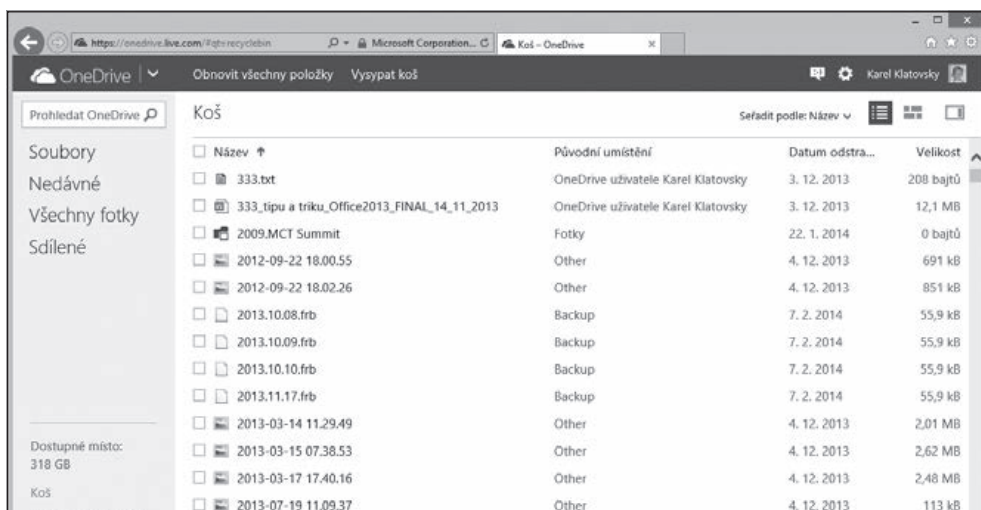 https://onedrive.live.com/#qt=recyclebin
Microsoft Corporation...
Koš – OneDrive
OneDrive
Obnovit všechny položky
Vysypat koš
Karel Klatovsky
Prohledat OneDrive
Koš
Seřadit podle: Název
Soubory
Nedávné
Všechny fotky
Sdílené
Název Původní umístění Datum odstra... Velikost
333.txt OneDrive uživatele Karel Klatovsky 3. 12. 2013 208 bajtů
333_tipu a triku_Office2013_FINAL_14_11_2013 OneDrive uživatele Karel Klatovsky 3. 12. 2013 12,1 MB
2009.MCT Summit Fotky 22. 1. 2014 0 bajtů
2012-09-22 18.00.55 Other 4. 12. 2013 691 kB
2012-09-22 18.02.26 Other 4. 12. 2013 851 kB
2013.10.08.frb Backup 7. 2. 2014 55,9 kB
2013.10.09.frb Backup 7. 2. 2014 55,9 kB
2013.10.10.frb Backup 7. 2. 2014 55,9 kB
2013.11.17.frb Backup 7. 2. 2014 55,9 kB
2013-03-14 11.29.49 Other 4. 12. 2013 2,01 MB
2013-03-15 07.38.53 Other 4. 12. 2013 2,62 MB
2013-03-17 17.40.16 Other 4. 12. 2013 2,48 MB
2013-07-19 11.09.37 Other 4. 12. 2013 113 kB
Dostupné místo:
318 GB
Koš